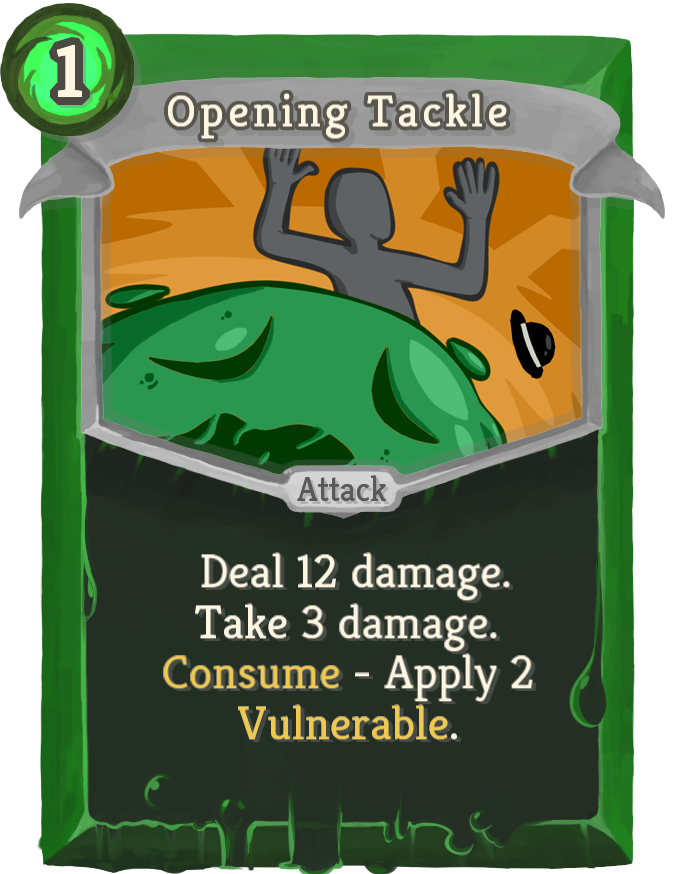 1
Opening Tackle
Attack
Deal 12 damage.
Take 3 damage.
Consume - Apply 2
Vulnerable.